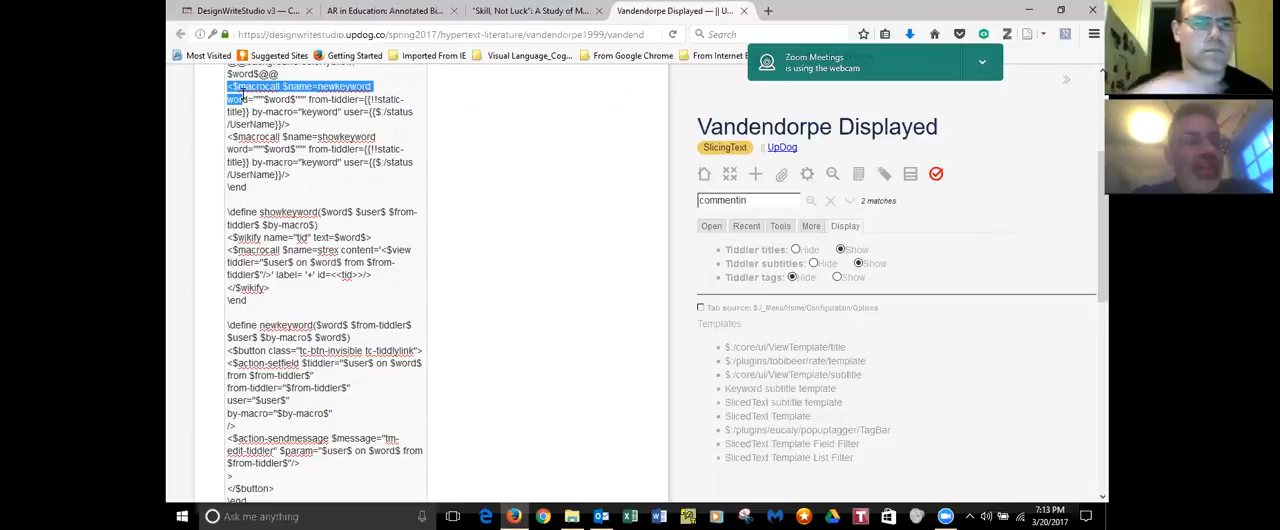 DesignWriteStudio v3 — C...
AR in Education: Annotated Bi...
"Skill, Not Luck": A Study of M...
Vandendorpe Displayed — || U...
https://designwritestudio.updog.co/spring2017/hypertext-literature/vandendorpe1999/vandend
Search
Most Visited
Suggested Sites
Getting Started
Imported From IE
Visual_Language_Cog...
From Google Chrome
From Internet E
Zoom Meetings
is using the webcam
$word$@@
<$macrocall $name=newkeyword
word="""$word$""" from-tiddler={{!!static-
title}} by-macro="keyword" user={{$:/status
/UserName}}/>
<$macrocall $name=showkeyword
word="""$word$""" from-tiddler={{!!static-
title}} by-macro="keyword" user={{$:/status
/UserName}}/>
\end
\define showkeyword($word$ $user$ $from-
tiddler$ $by-macro$)
<$wikify name="tid" text=$word$>
<$macrocall $name=strex content='<$view
tiddler="$user$ on $word$ from $from-
tiddler$"/>' label= '+' id=<<tid>>/>
</$wikify>
\end
\define newkeyword($word$ $from-tiddler$
$user$ $by-macro$ $word$)
<$button class="tc-btn-invisible tc-tiddlylink">
<$action-setfield $tiddler="$user$ on $word$
from $from-tiddler$"
from-tiddler="$from-tiddler$"
user="$user$"
by-macro="$by-macro$"
/>
<$action-sendmessage $message="tm-
edit-tiddler" $param="$user$ on $word$ from
$from-tiddler$"/>
>
</$button>
\end
Vandendorpe Displayed
SlicingText
|| UpDog
commentin
2 matches
Open
Recent
Tools
More
Display
Tiddler titles: Hide Show
Tiddler subtitles: Hide Show
Tiddler tags: Hide Show
Tab source: $:/_Menu/Home/Configuration/Options
Templates
$:/core/ui/ViewTemplate/title
$:/plugins/tobibeer/rate/template
$:/core/ui/ViewTemplate/subtitle
Keyword subtitle template
SlicedText subtitle template
SlicedText Template
$:/plugins/eucaly/popuptagger/TagBar
SlicedText Template Field Filter
SlicedText Template List Filter
Ask me anything
7:13 PM
3/20/2017